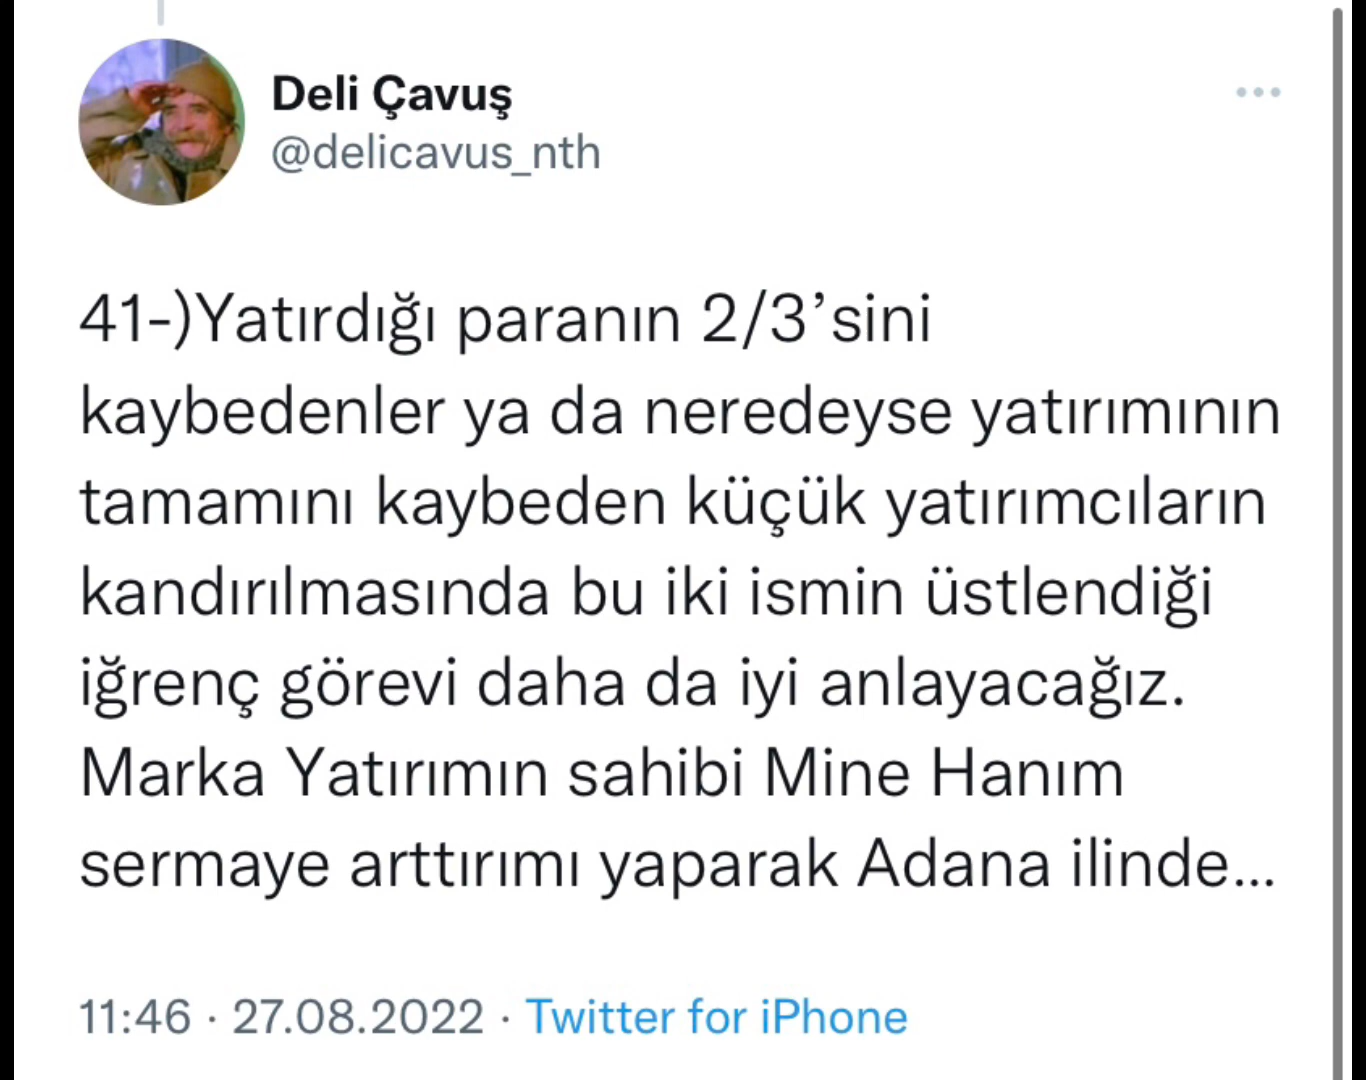 Deli Çavuş
@delicavus_nth
41-)Yatırdığı paranın 2/3’sini
kaybedenler ya da neredeyse yatırımının
tamamını kaybeden küçük yatırımcıların
kandırılmasında bu iki ismin üstlendiği
iğrenç görevi daha da iyi anlayacağız.
Marka Yatırımın sahibi Mine Hanım
sermaye arttırımı yaparak Adana ilinde...
11:46 · 27.08.2022 · Twitter for iPhone